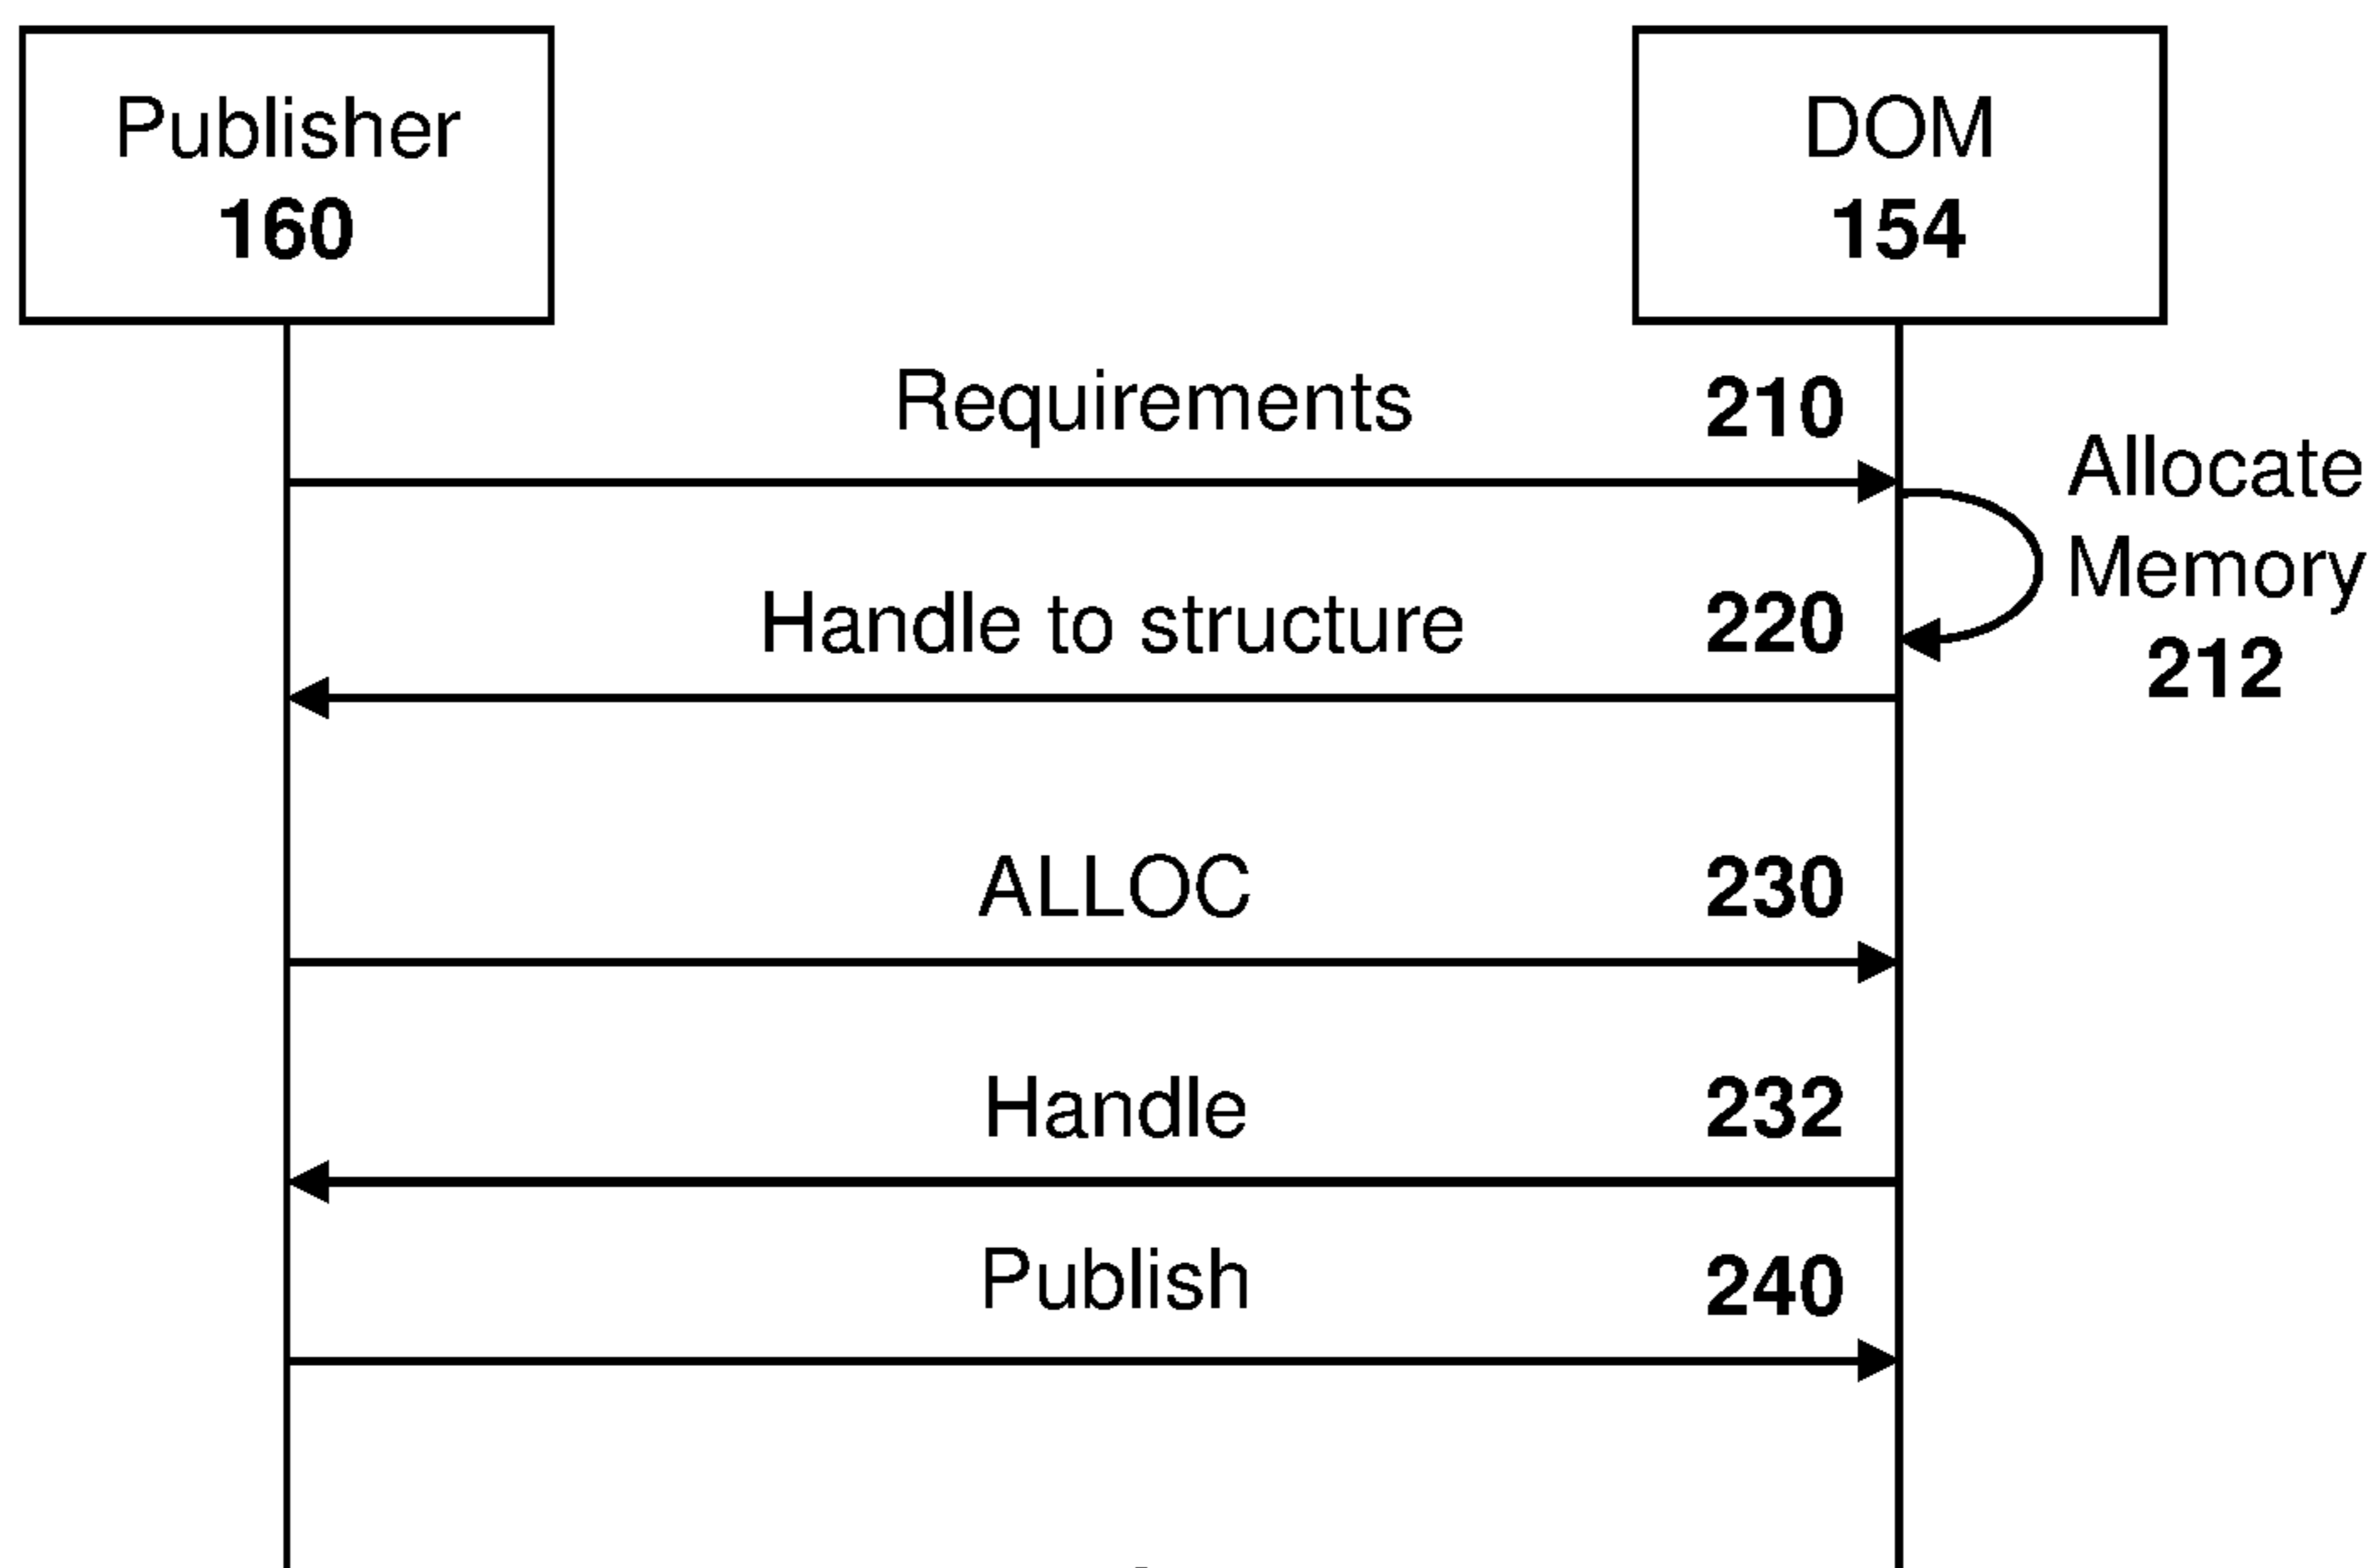 Publisher
160
DOM
154
Requirements 210
Allocate
Memory
212
Handle to structure 220
ALLOC 230
Handle 232
Publish 240